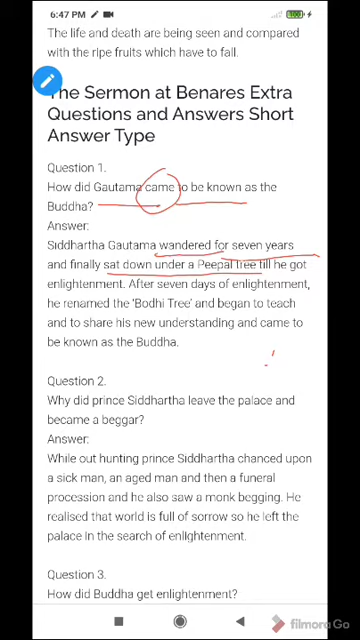 6:47 PM
100
The life and death are being seen and compared
with the ripe fruits which have to fall.
The Sermon at Benares Extra
Questions and Answers Short
Answer Type
Question 1.
How did Gautama came to be known as the
Buddha?
Answer:
Siddhartha Gautama wandered for seven years
and finally sat down under a Peepal Tree till he got
enlightenment. After seven days of enlightenment,
he renamed the 'Bodhi Tree' and began to teach
and to share his new understanding and came to
be known as the Buddha.
Question 2.
Why did prince Siddhartha leave the palace and
became a beggar?
Answer:
While out hunting prince Siddhartha chanced upon
a sick man, an aged man and then a funeral
procession and he also saw a monk begging. He
realised that world is full of sorrow so he left the
palace in the search of enlightenment.
Question 3.
How did Buddha get enlightenment?
filmora Go